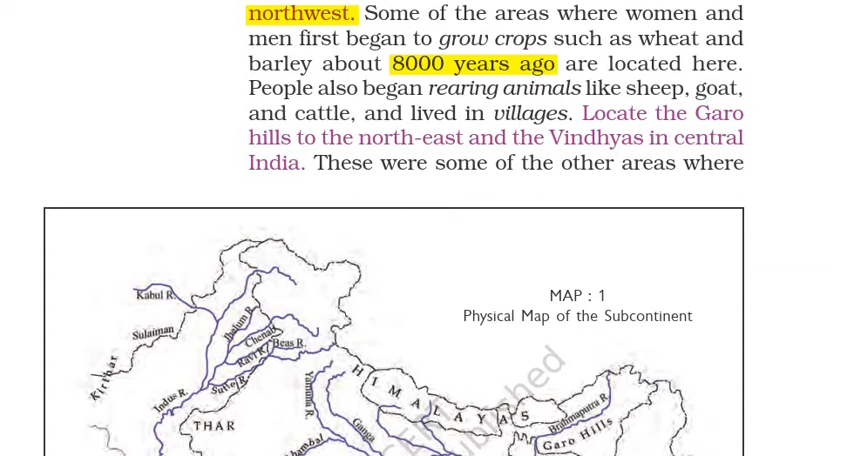 northwest. Some of the areas where women and
men first began to grow crops such as wheat and
barley about 8000 years ago are located here.
People also began rearing animals like sheep, goat,
and cattle, and lived in villages. Locate the Garo
hills to the north-east and the Vindhyas in central
India. These were some of the other areas where
MAP : 1
Physical Map of the Subcontinent
Kabul R.
Sulaiman
Kirthar
Jhelum R.
Chenab
Ravi R.
Beas R.
Sutlej R.
Indus R.
THAR
Yamuna R.
Ganga
HIMALAYAS
Brahmaputra R.
Garo Hills